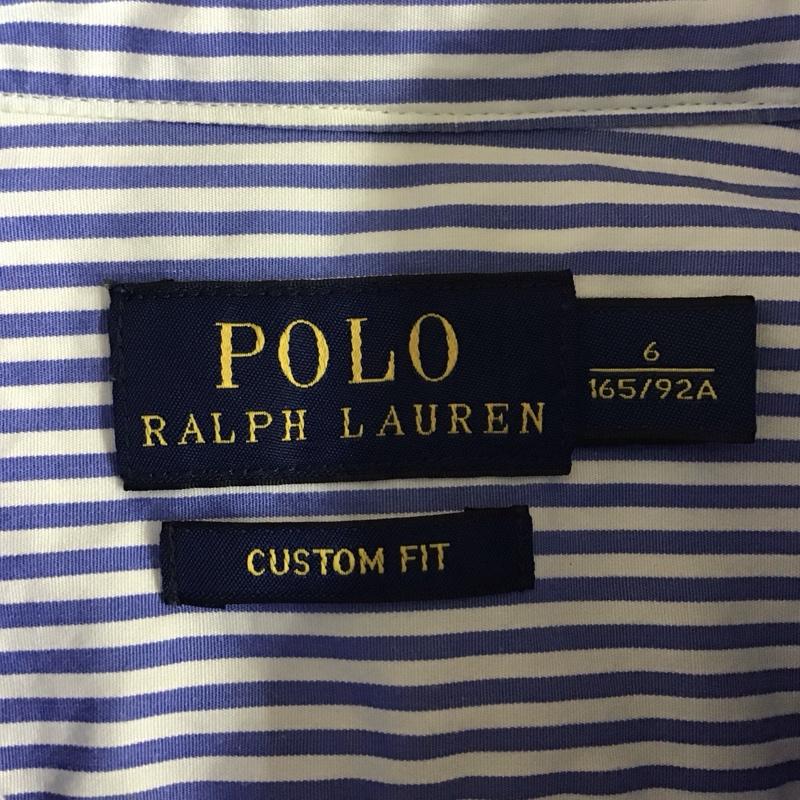 POLO
RALPH LAUREN
6
165/92A
CUSTOM FIT